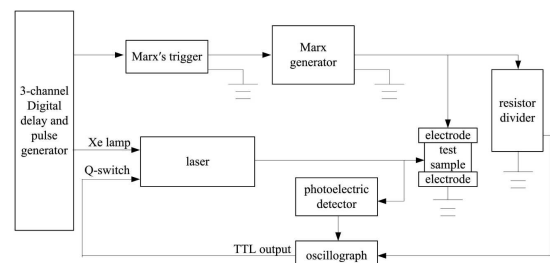 3-channel
Digital
delay and
pulse
generator
Marx's trigger
Marx
generator
resistor
divider
Xe lamp
Q-switch
laser
electrode
test
sample
electrode
photoelectric
detector
TTL output
oscillograph